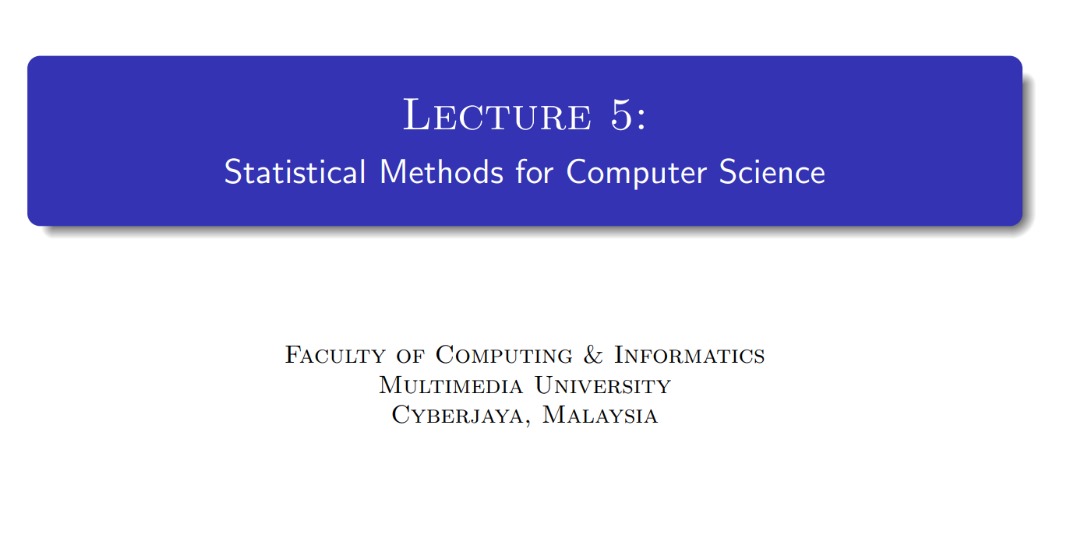 Lecture 5:
Statistical Methods for Computer Science
Faculty of Computing & Informatics
Multimedia University
Cyberjaya, Malaysia